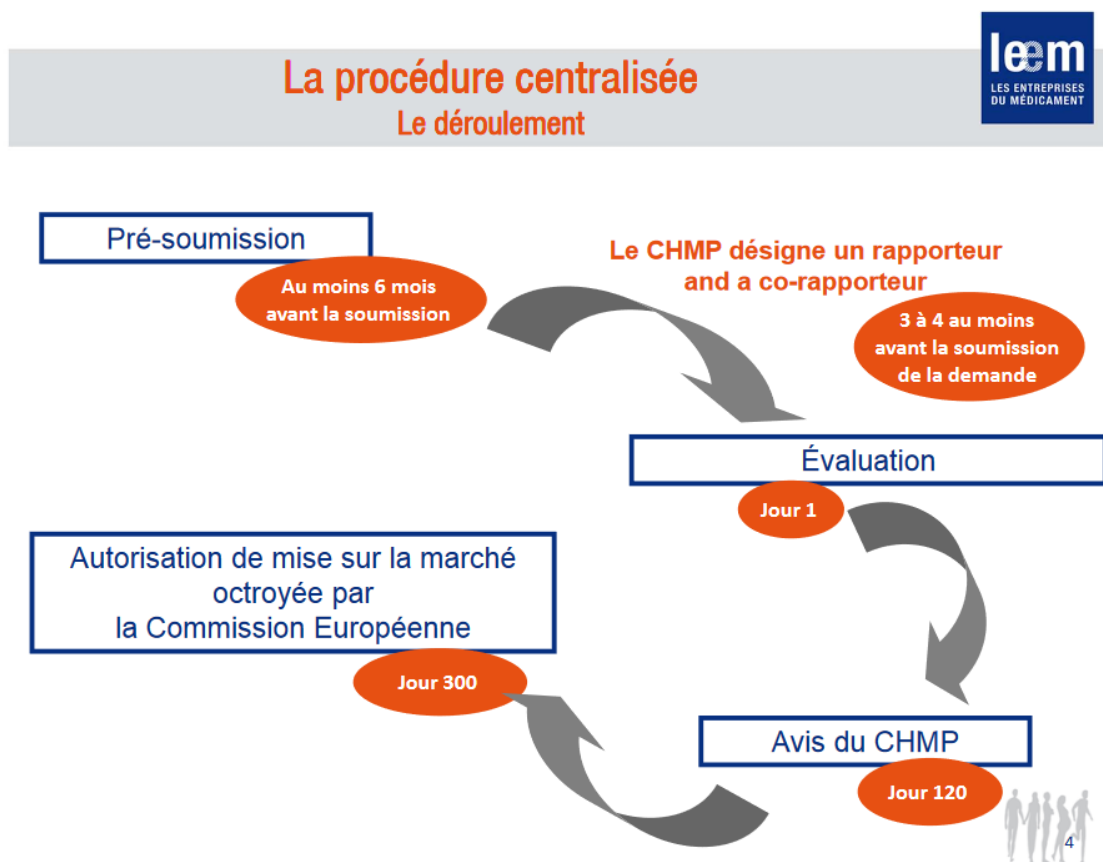 La procédure centralisée
Le déroulement
leem
LES ENTREPRISES
DU MÉDICAMENT
Pré-soumission
Au moins 6 mois
avant la soumission
Le CHMP désigne un rapporteur
and a co-rapporteur
3 à 4 au moins
avant la soumission
de la demande
Évaluation
Jour 1
Autorisation de mise sur la marché
octroyée par
la Commission Européenne
Jour 300
Avis du CHMP
Jour 120
4